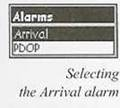 Alarms
Arrival
PDOP
Selecting
the Arrival alarm